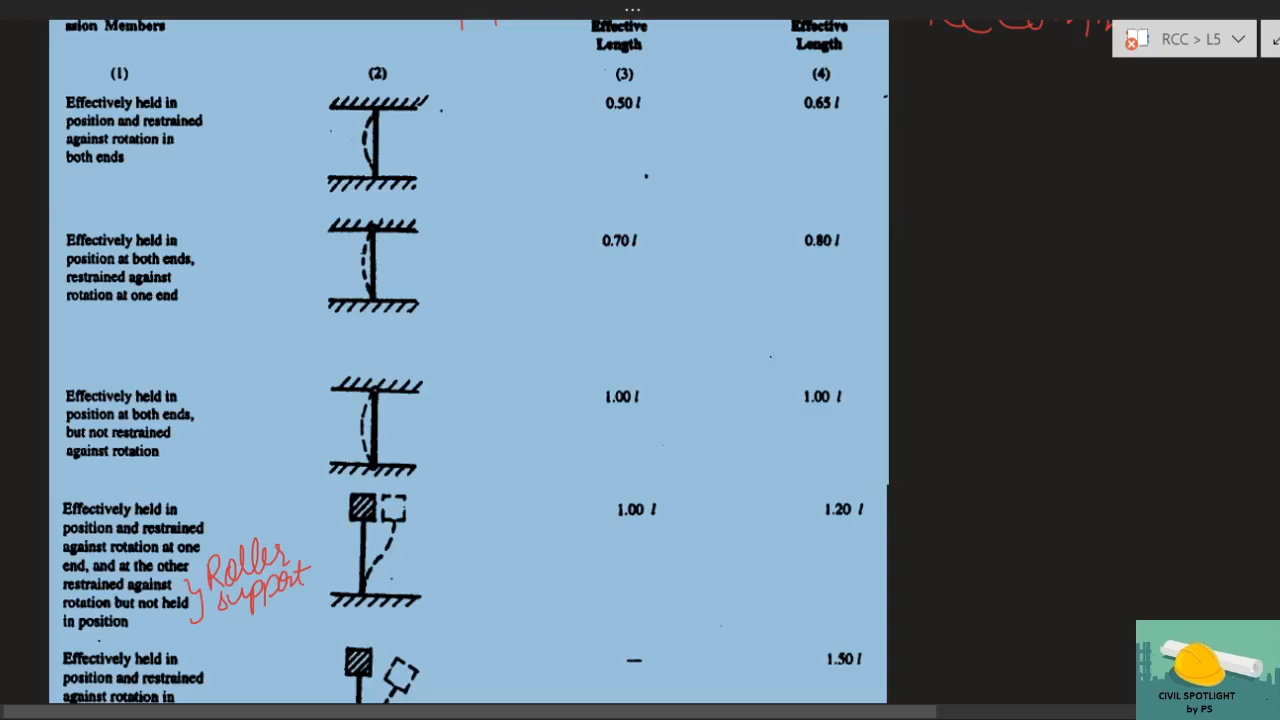 ...
RCC > L5
ssion Members
Effective
Length
Effective
Length
(1)
(2)
(3)
(4)
Effectively held in
position and restrained
against rotation in
both ends
0.50 l
0.65 l
Effectively held in
position at both ends,
restrained against
rotation at one end
0.70 l
0.80 l
Effectively held in
position at both ends,
but not restrained
against rotation
1.00 l
1.00 l
Effectively held in
position and restrained
against rotation at one
end, and at the other
restrained against
rotation but not held
in position
Roller
support
1.00 l
1.20 l
Effectively held in
position and restrained
against rotation in
—
1.50 l
CIVIL SPOTLIGHT
by PS